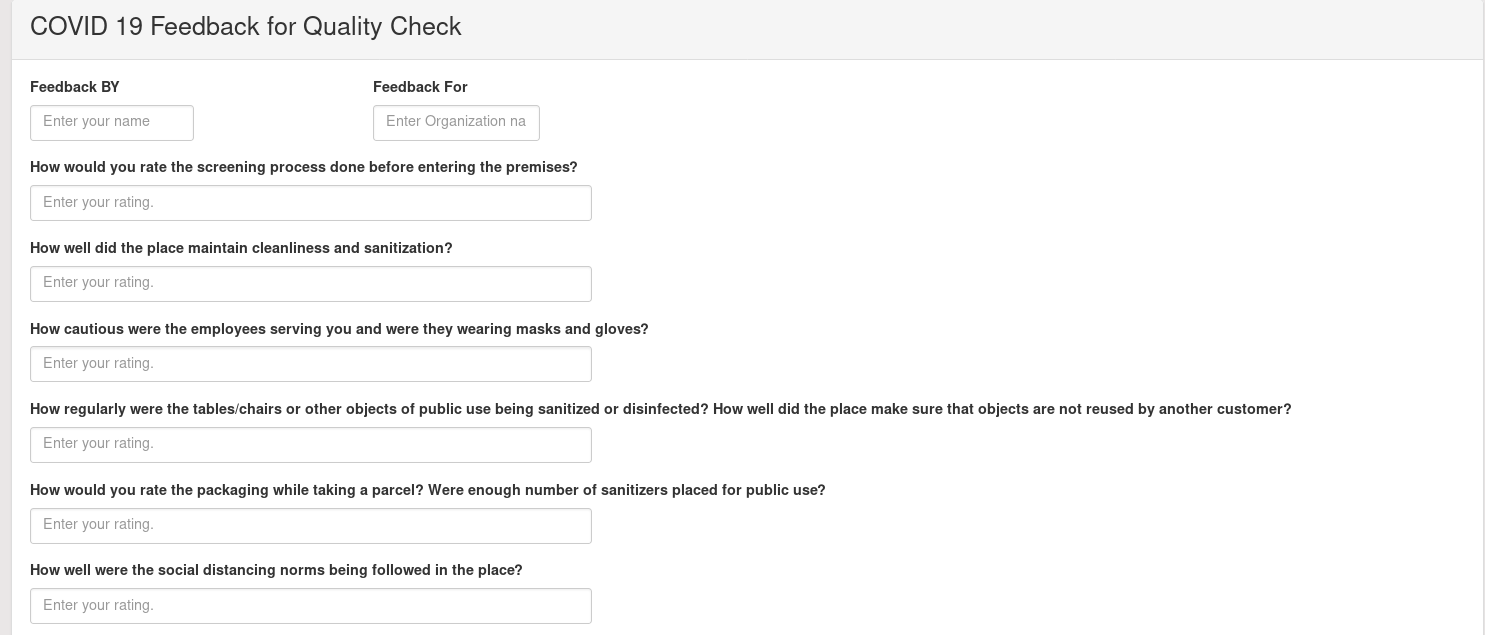 COVID 19 Feedback for Quality Check
Feedback BY
Feedback For
Enter your name
Enter Organization na
How would you rate the screening process done before entering the premises?
Enter your rating.
How well did the place maintain cleanliness and sanitization?
Enter your rating.
How cautious were the employees serving you and were they wearing masks and gloves?
Enter your rating.
How regularly were the tables/chairs or other objects of public use being sanitized or disinfected? How well did the place make sure that objects are not reused by another customer?
Enter your rating.
How would you rate the packaging while taking a parcel? Were enough number of sanitizers placed for public use?
Enter your rating.
How well were the social distancing norms being followed in the place?
Enter your rating.